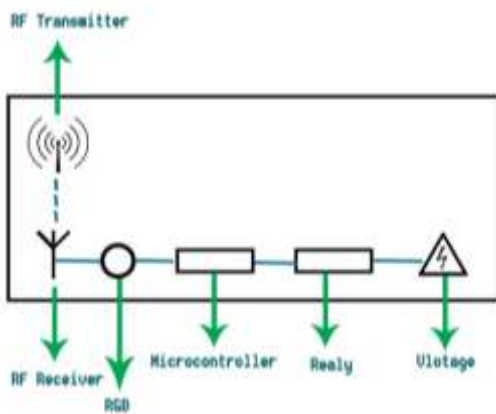 RF Transmitter
Microcontroller
Realy
Vlotage
RF Receiver
RGB